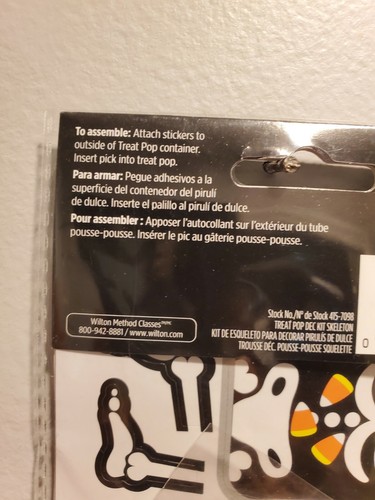 To assemble: Attach stickers to
outside of Treat Pop container.
Insert pick into treat pop.
Para armar: Pegue adhesivos a la
superficie del contenedor del pirulí
de dulce. Inserte el palillo al pirulí de dulce.
Pour assembler : Apposer l'autocollant sur l'extérieur du tube
pousse-pousse. Insérer le pic au gâterie pousse-pousse.
Wilton Method Classes
800-942-8881 / www.wilton.com
Stock No./Nº de Stock 415-7098
TREAT POP DEC KIT SKELETON
KIT DE ESQUELETO PARA DECORAR PIRULÍS DE DULCE
TROUSSE DÉC. POUSSE-POUSSE SQUELETTE
0